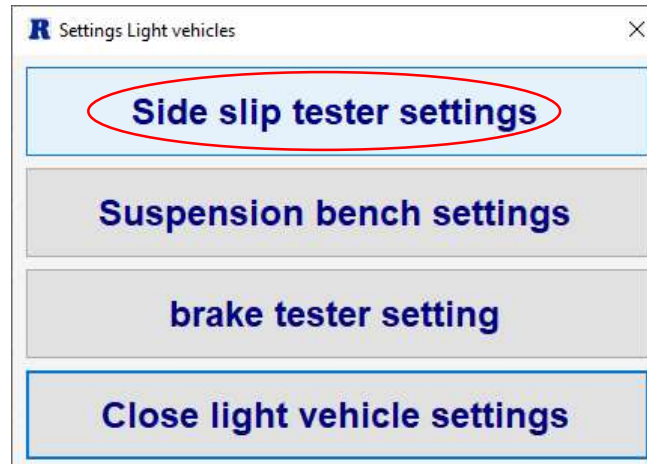 R Settings Light vehicles
Side slip tester settings
Suspension bench settings
brake tester setting
Close light vehicle settings